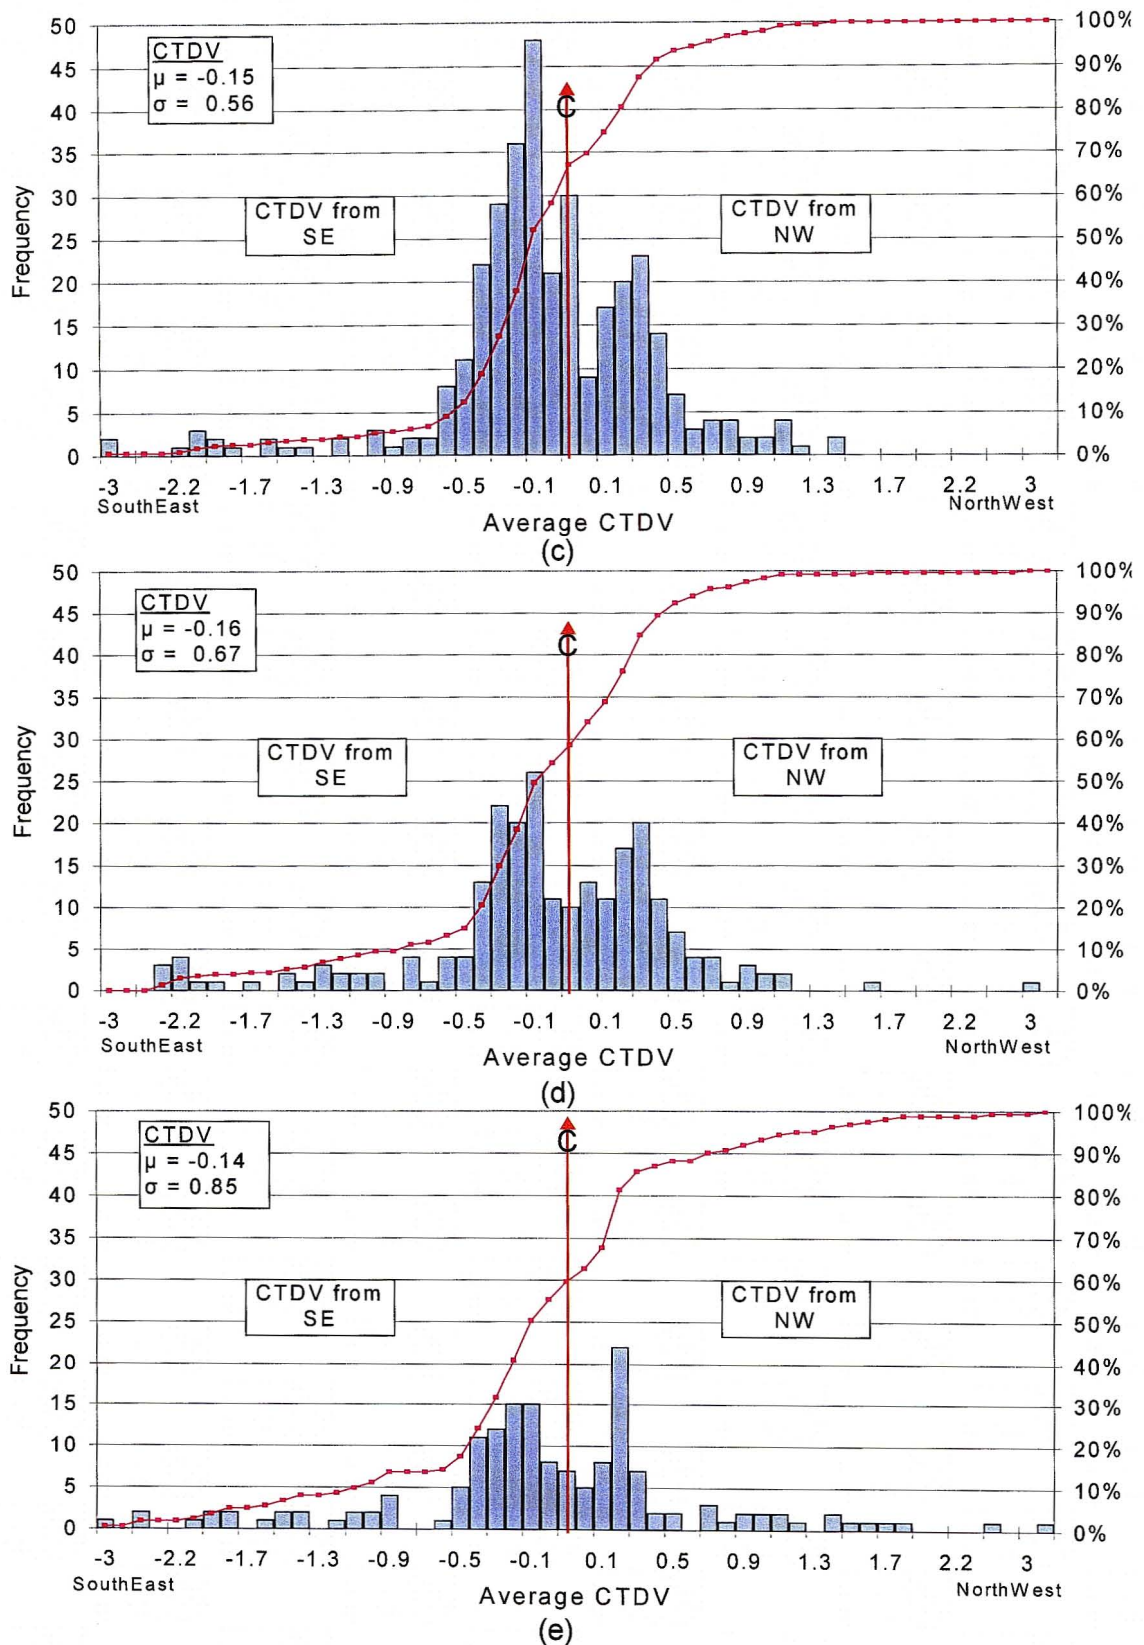 50
45
40
35
30
25
20
15
10
5
0
Frequency
CTDV
μ = -0.15
σ = 0.56
CTDV from
SE
C
CTDV from
NW
100%
90%
80%
70%
60%
50%
40%
30%
20%
10%
0%
-3 -2.2 -1.7 -1.3 -0.9 -0.5 -0.1 0.1 0.5 0.9 1.3 1.7 2.2 3
SouthEast NorthWest
Average CTDV
(c)
50
45
40
35
30
25
20
15
10
5
0
Frequency
CTDV
μ = -0.16
σ = 0.67
CTDV from
SE
C
CTDV from
NW
100%
90%
80%
70%
60%
50%
40%
30%
20%
10%
0%
-3 -2.2 -1.7 -1.3 -0.9 -0.5 -0.1 0.1 0.5 0.9 1.3 1.7 2.2 3
SouthEast NorthWest
Average CTDV
(d)
50
45
40
35
30
25
20
15
10
5
0
Frequency
CTDV
μ = -0.14
σ = 0.85
CTDV from
SE
C
CTDV from
NW
100%
90%
80%
70%
60%
50%
40%
30%
20%
10%
0%
-3 -2.2 -1.7 -1.3 -0.9 -0.5 -0.1 0.1 0.5 0.9 1.3 1.7 2.2 3
SouthEast NorthWest
Average CTDV
(e)